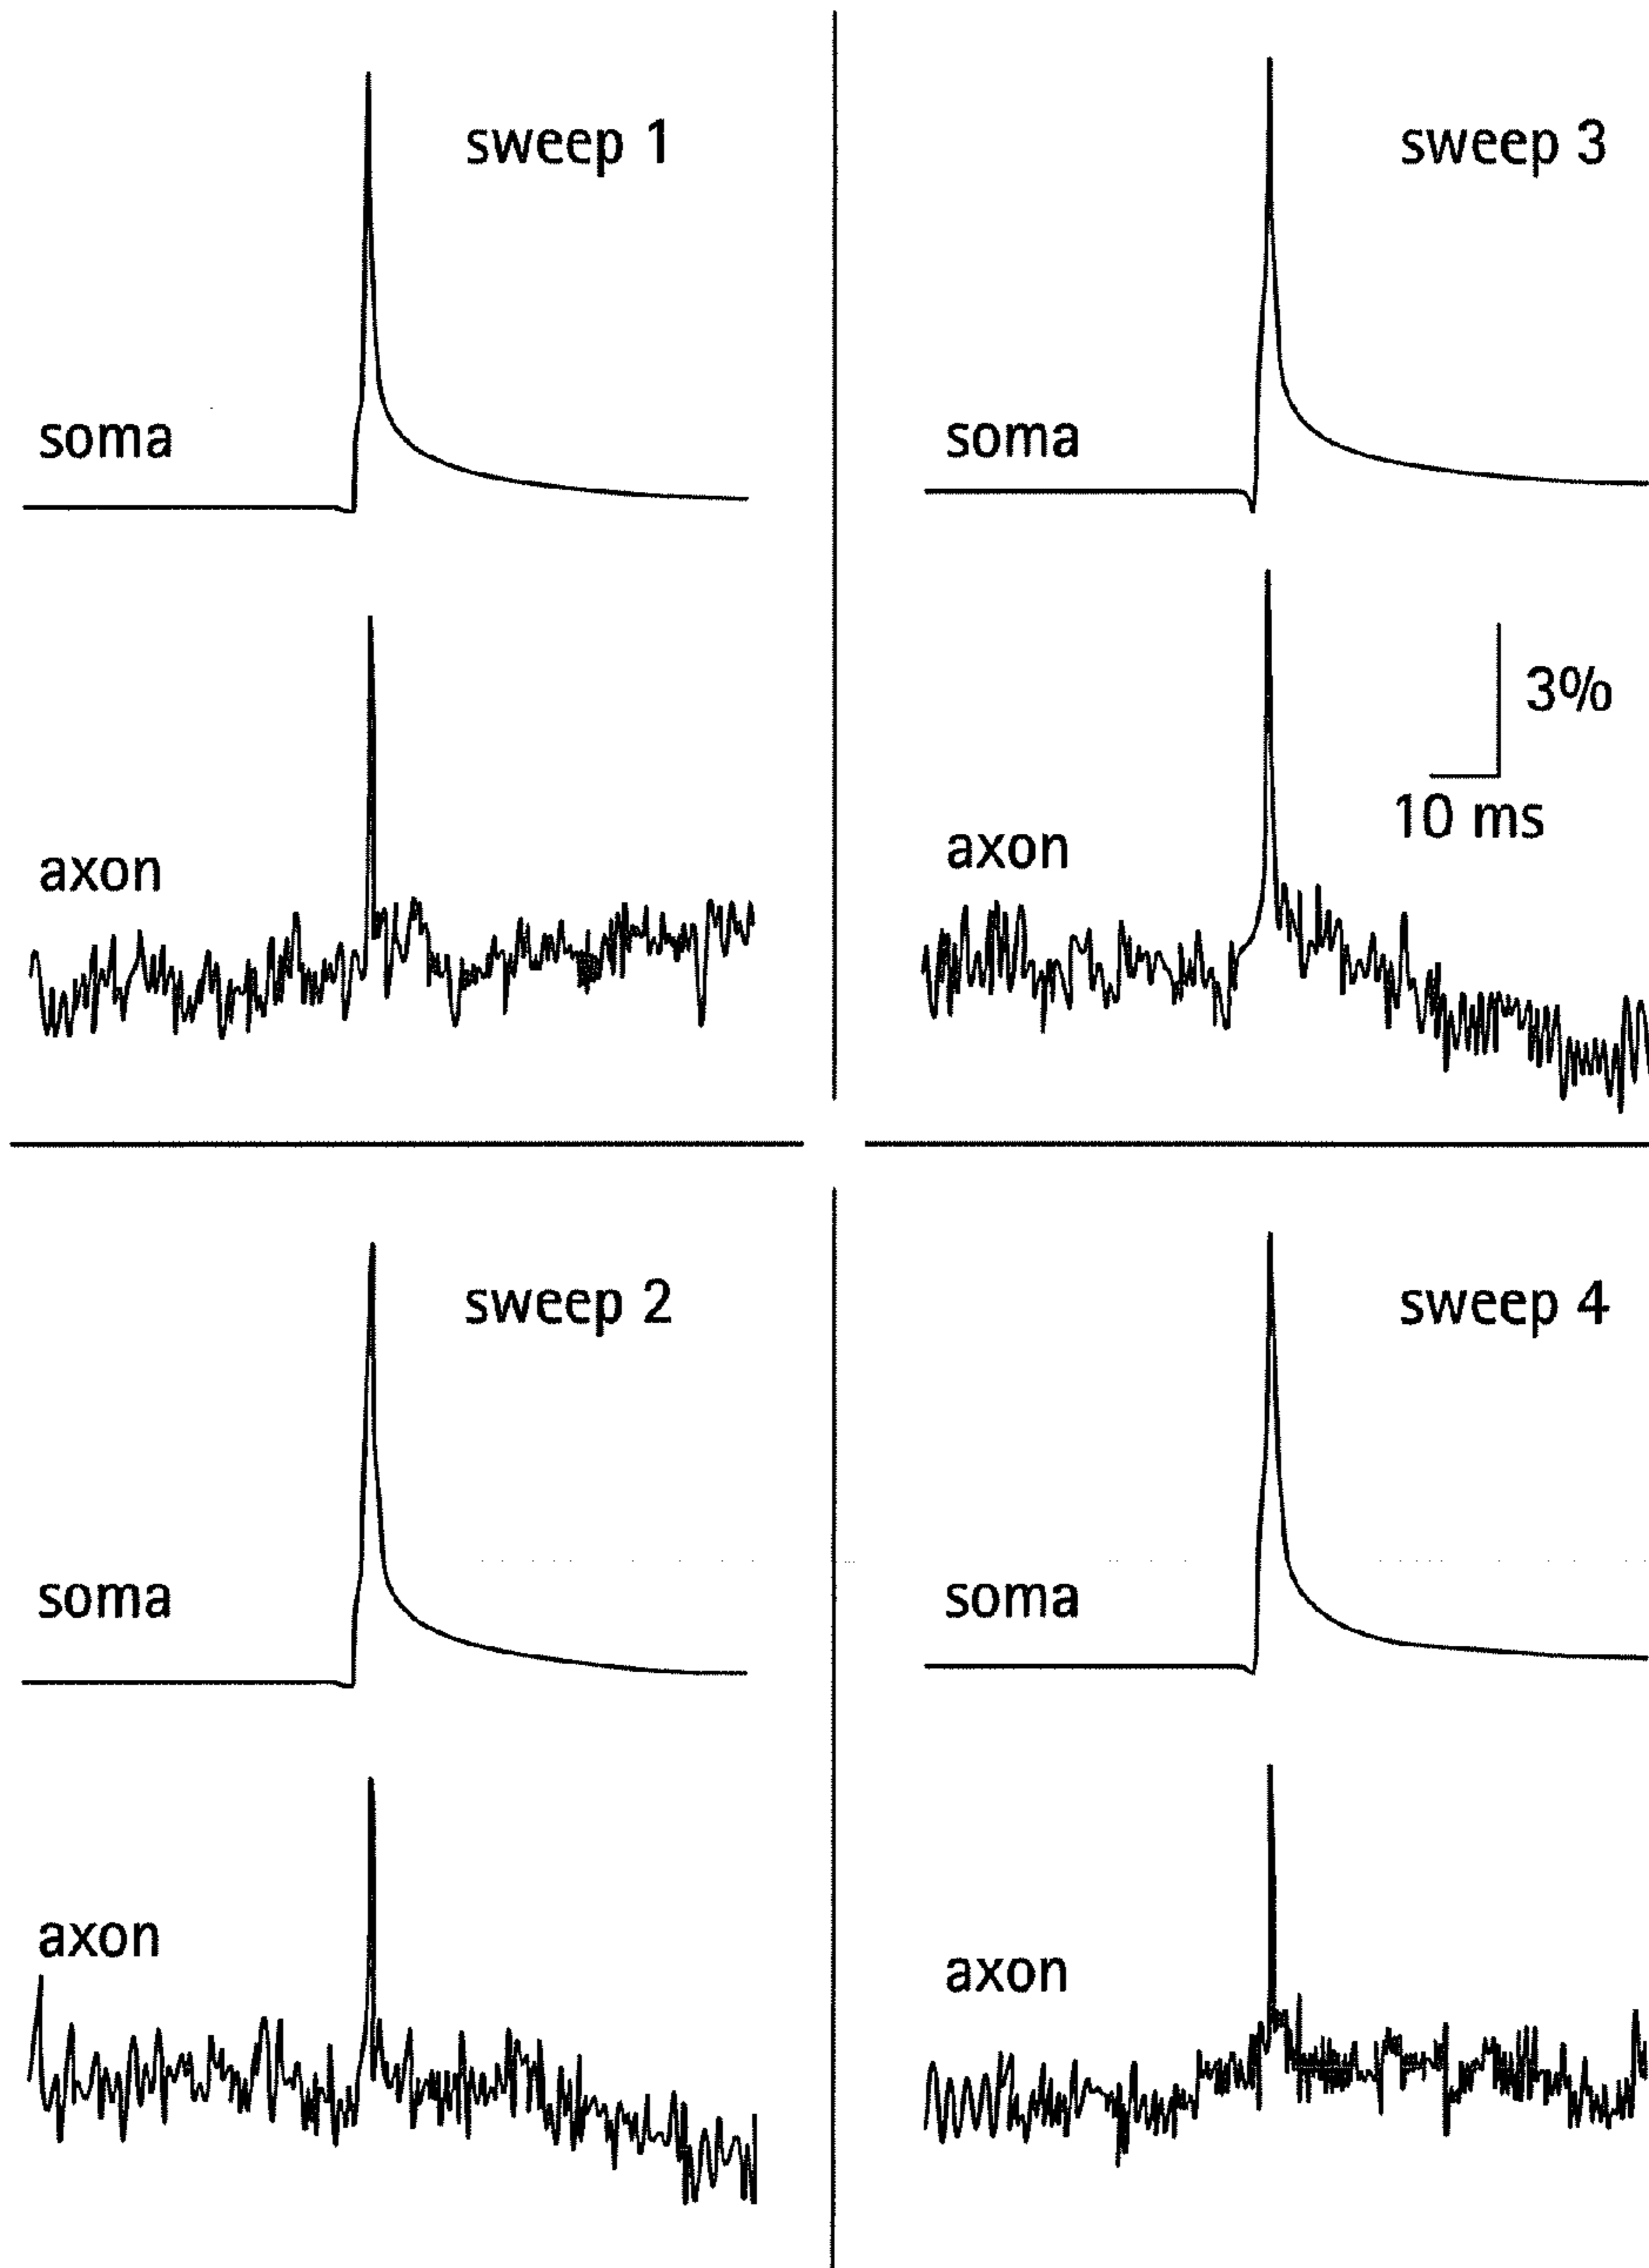 sweep 1
soma
axon
sweep 3
soma
3%
10 ms
axon
sweep 2
soma
axon
sweep 4
soma
axon